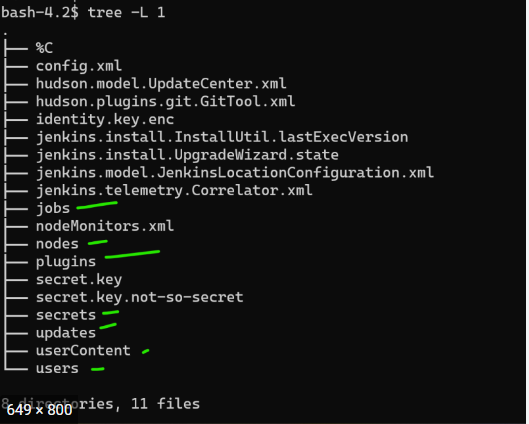 bash-4.2$ tree -L 1
.
├── %C
├── config.xml
├── hudson.model.UpdateCenter.xml
├── hudson.plugins.git.GitTool.xml
├── identity.key.enc
├── jenkins.install.InstallUtil.lastExecVersion
├── jenkins.install.UpgradeWizard.state
├── jenkins.model.JenkinsLocationConfiguration.xml
├── jenkins.telemetry.Correlator.xml
├── jobs
├── nodeMonitors.xml
├── nodes
├── plugins
├── secret.key
├── secret.key.not-so-secret
├── secrets
├── updates
├── userContent
└── users
8 directories, 11 files
649 × 800